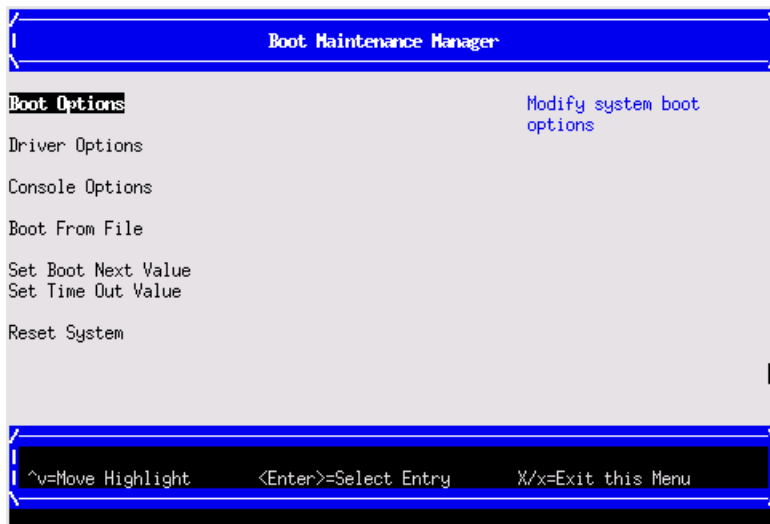 Boot Maintenance Manager
Boot Options
Modify system boot
options
Driver Options
Console Options
Boot From File
Set Boot Next Value
Set Time Out Value
Reset System
^v=Move Highlight <Enter>=Select Entry X/x=Exit this Menu